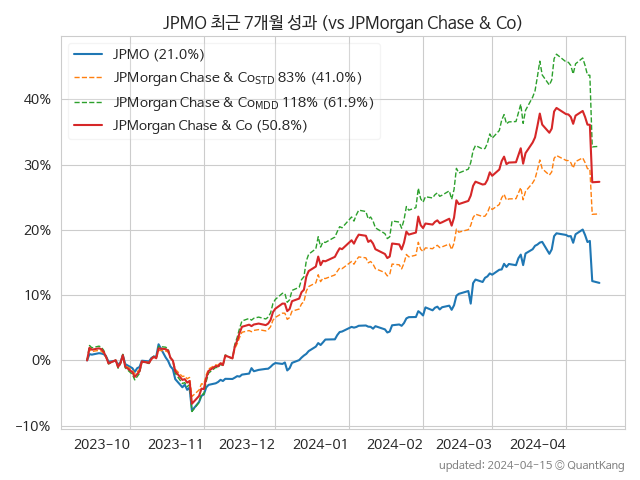 JPMO 최근 7개월 성과 (vs JPMorgan Chase & Co)
JPMO (21.0%)
JPMorgan Chase & CoSTD 83% (41.0%)
JPMorgan Chase & CoMDD 118% (61.9%)
JPMorgan Chase & Co (50.8%)
40%
30%
20%
10%
0%
−10%
2023-10 2023-11 2023-12 2024-01 2024-02 2024-03 2024-04
updated: 2024-04-15 ⓒ QuantKang